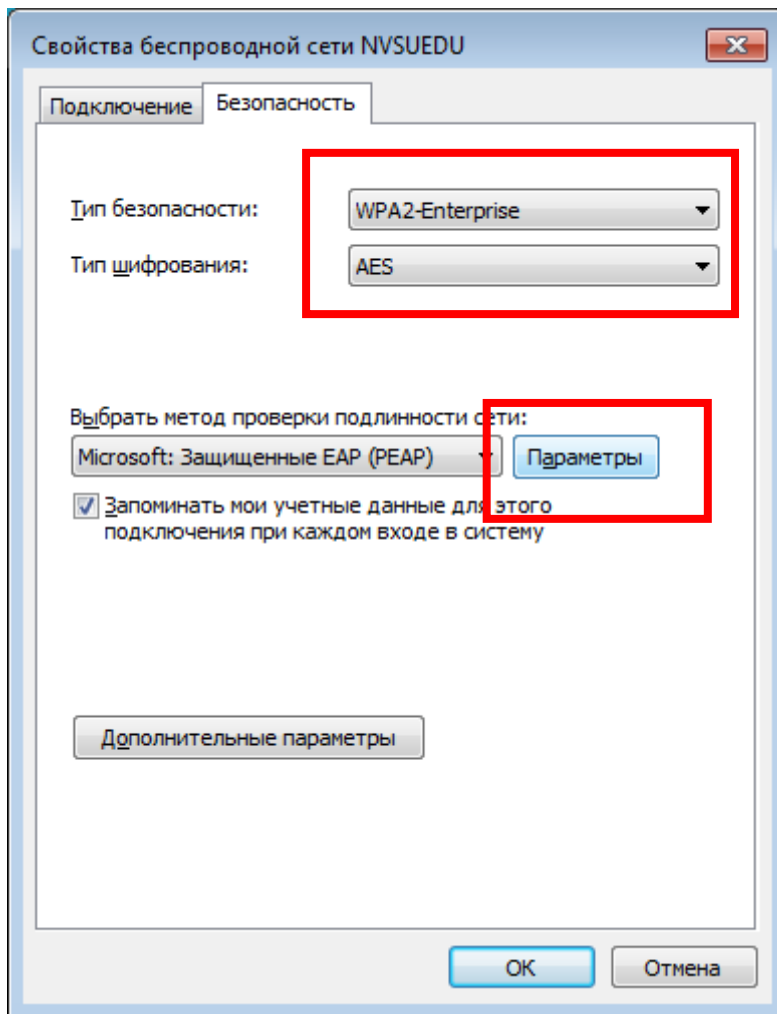 Свойства беспроводной сети NVSUEDU
Подключение
Безопасность
Тип безопасности:
WPA2-Enterprise
Тип шифрования:
AES
Выбрать метод проверки подлинности сети:
Microsoft: Защищенные EAP (PEAP)
Параметры
Запоминать мои учетные данные для этого
подключения при каждом входе в систему
Дополнительные параметры
ОК
Отмена